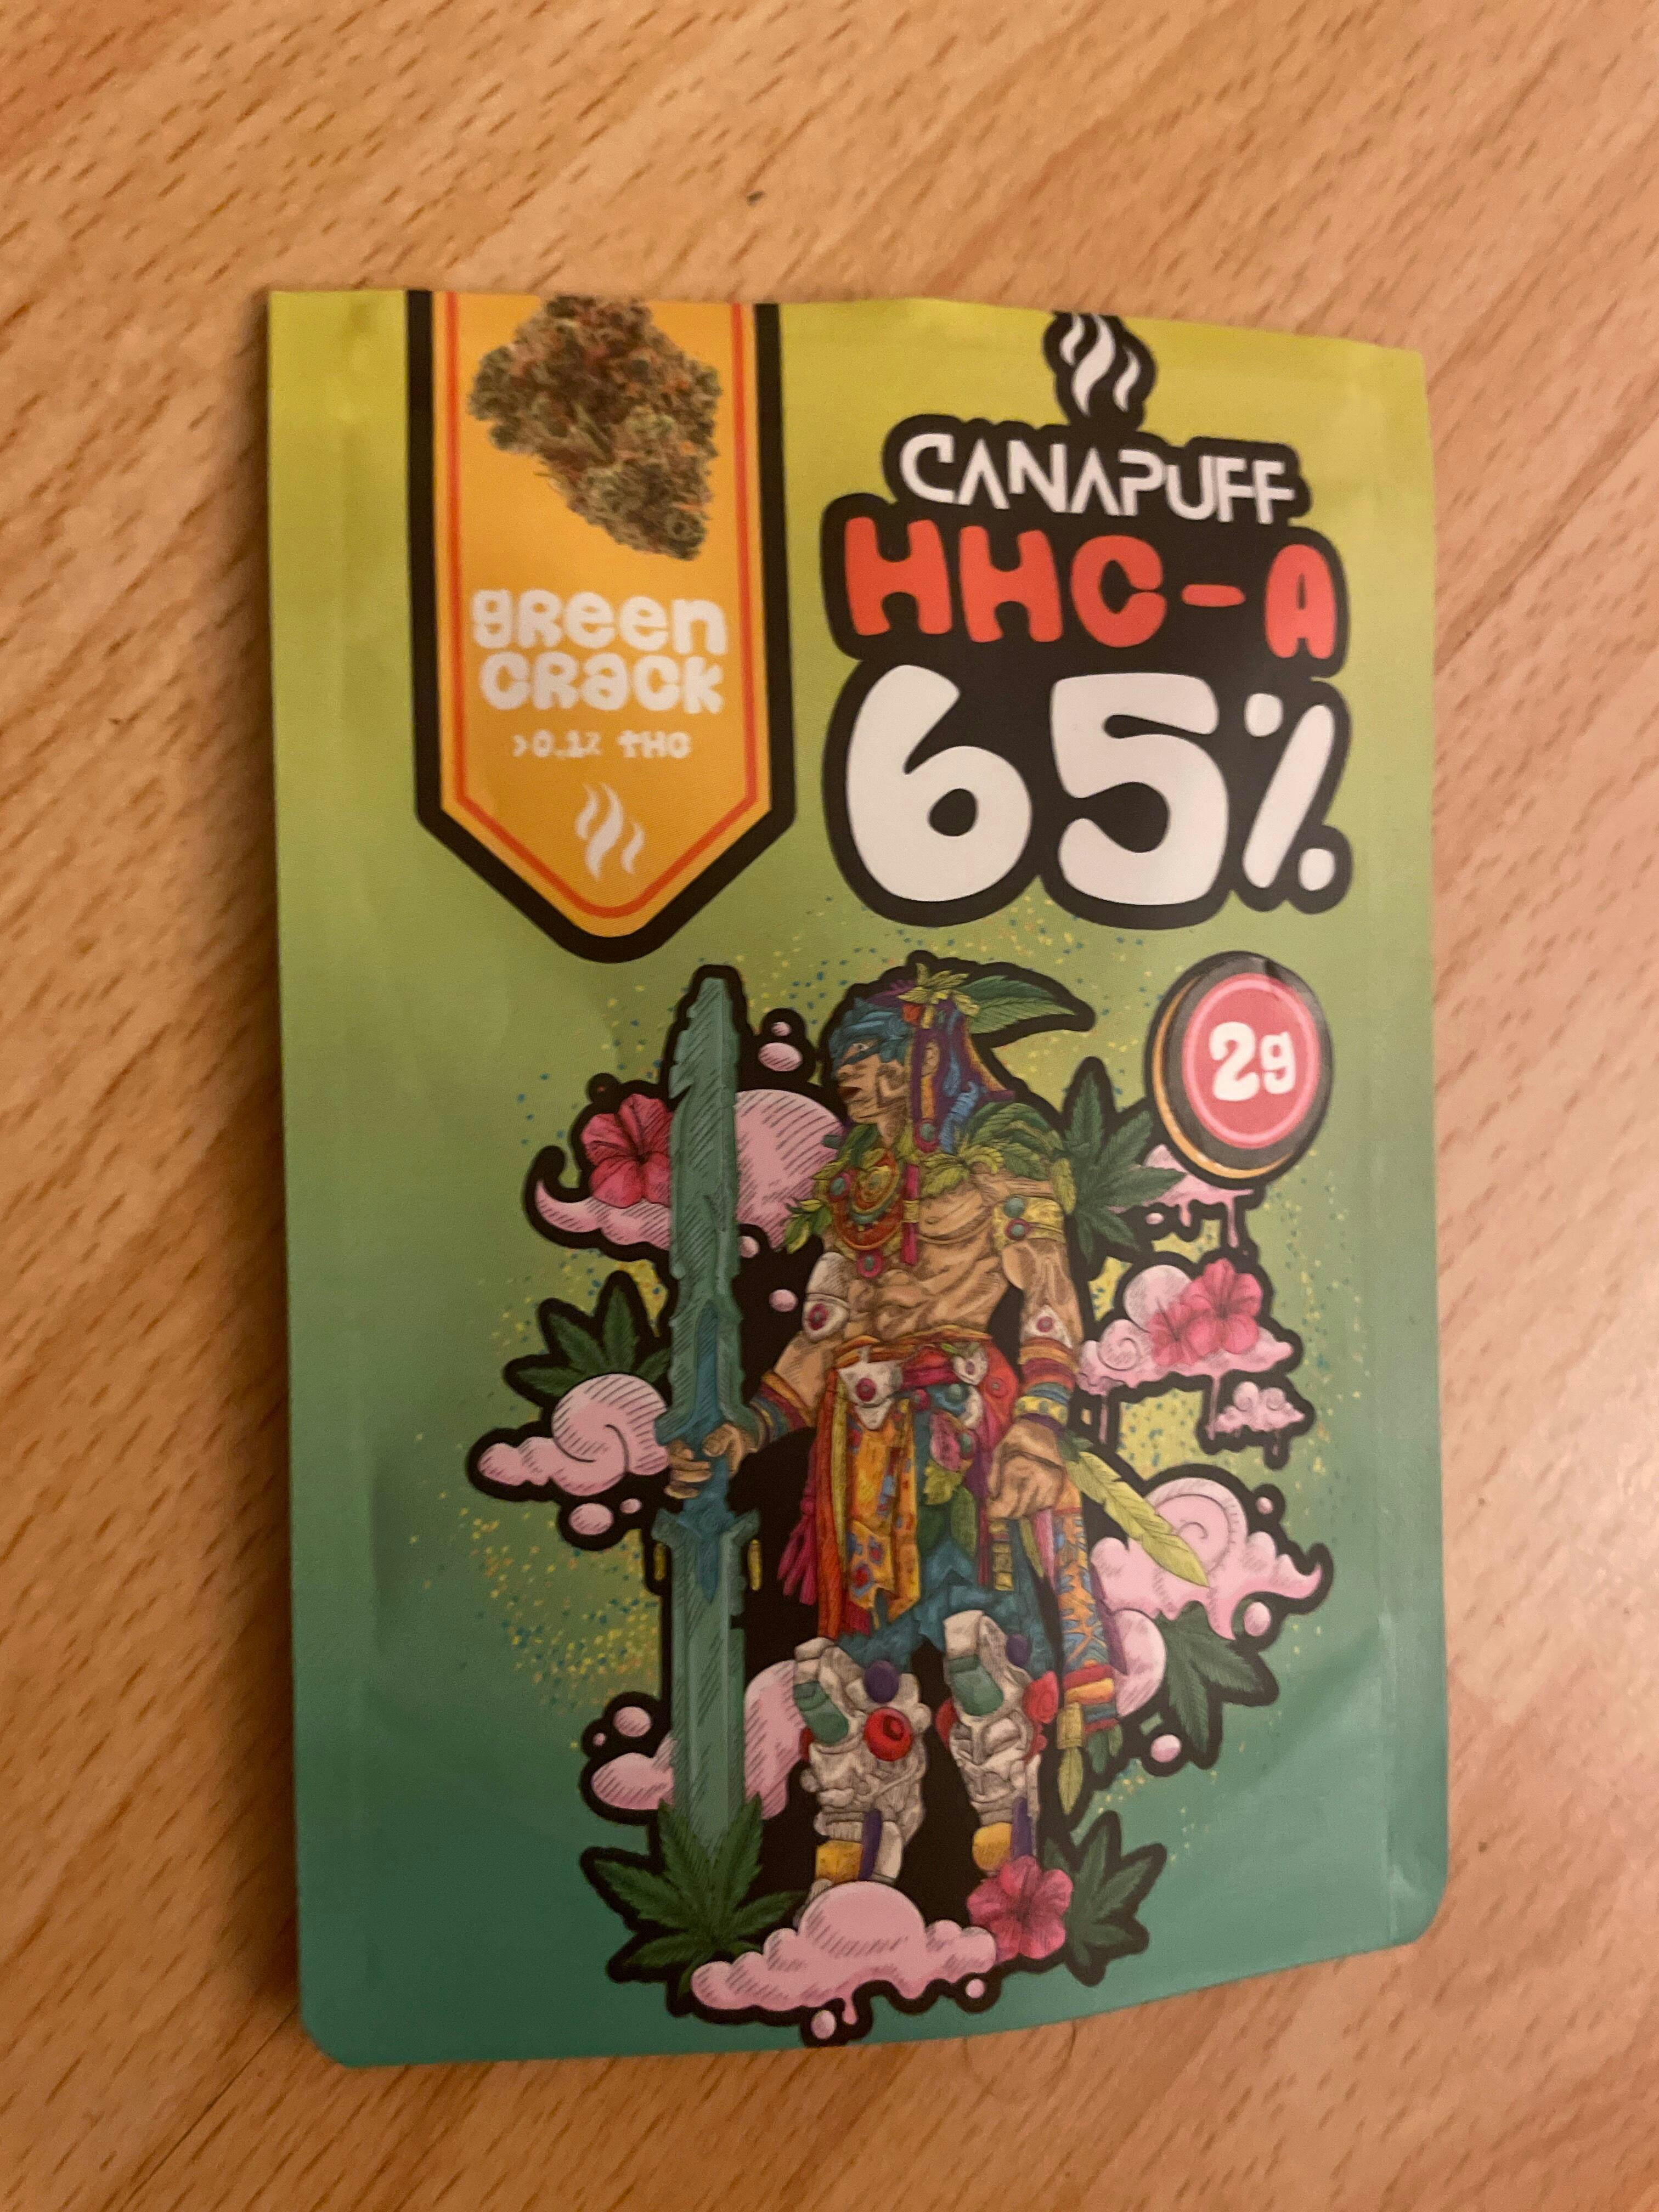 green
crack
>0.1% THC
CANAPUFF
HHC-A
65%
2g